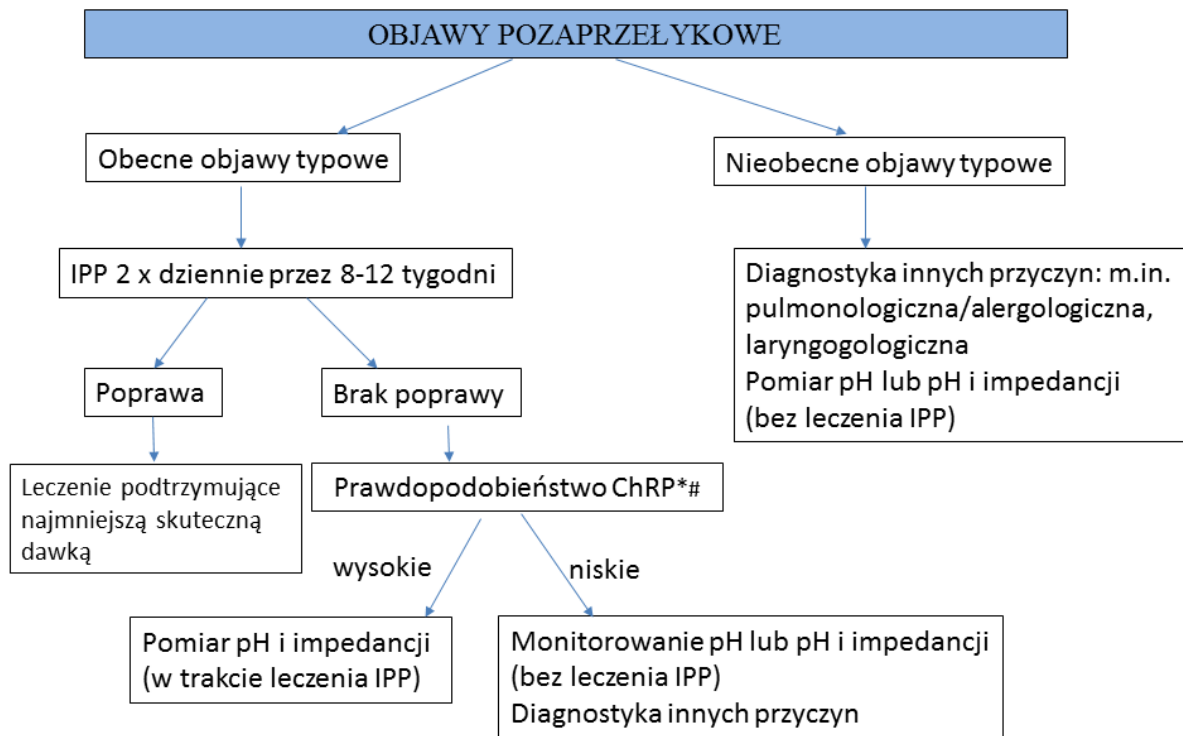 OBJAWY POZAPRZEŁYKOWE
Obecne objawy typowe
Nieobecne objawy typowe
IPP 2 x dziennie przez 8-12 tygodni
Diagnostyka innych przyczyn: m.in.
pulmonologiczna/alergologiczna,
laryngogologiczna
Pomiar pH lub pH i impedancji
(bez leczenia IPP)
Poprawa
Brak poprawy
Leczenie podtrzymujące
najmniejszą skuteczną
dawką
Prawdopodobieństwo ChRP*#
wysokie
niskie
Pomiar pH i impedancji
(w trakcie leczenia IPP)
Monitorowanie pH lub pH i impedancji
(bez leczenia IPP)
Diagnostyka innych przyczyn